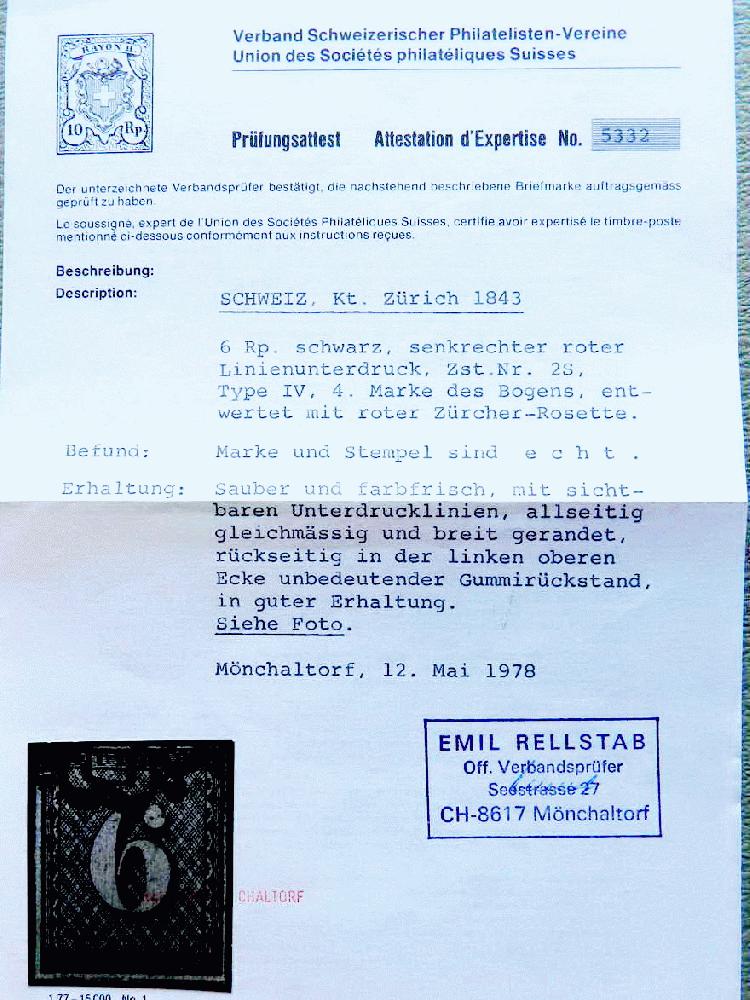 RAYON II
10 Rp
Verband Schweizerischer Philatelisten-Vereine
Union des Sociétés philatéliques Suisses
Prüfungsattest Attestation d'Expertise No. 5332
Der unterzeichnete Verbandsprüfer bestätigt, die nachstehend beschriebene Briefmarke auftragsgemäss
geprüft zu haben.
Le soussigné, expert de l'Union des Sociétés Philatéliques Suisses, certifie avoir expertisé le timbre-poste
mentionné ci-dessous conformément aux instructions reçues.
Beschreibung:
Description:
SCHWEIZ, Kt. Zürich 1843
6 Rp. schwarz, senkrechter roter
Linienunterdruck, Zst.Nr. 2S,
Type IV, 4. Marke des Bogens, ent-
wertet mit roter Zürcher-Rosette.
Befund: Marke und Stempel sind e c h t .
Erhaltung: Sauber und farbfrisch, mit sicht-
baren Unterdrucklinien, allseitig
gleichmässig und breit gerandet,
rückseitig in der linken oberen
Ecke unbedeutender Gummirückstand,
in guter Erhaltung.
Siehe Foto.
Mönchaltorf, 12. Mai 1978
EMIL RELLSTAB
Off. Verbandsprüfer
Seestrasse 27
CH-8617 Mönchaltorf
6
CHALTORF
1.77-15000 No 1